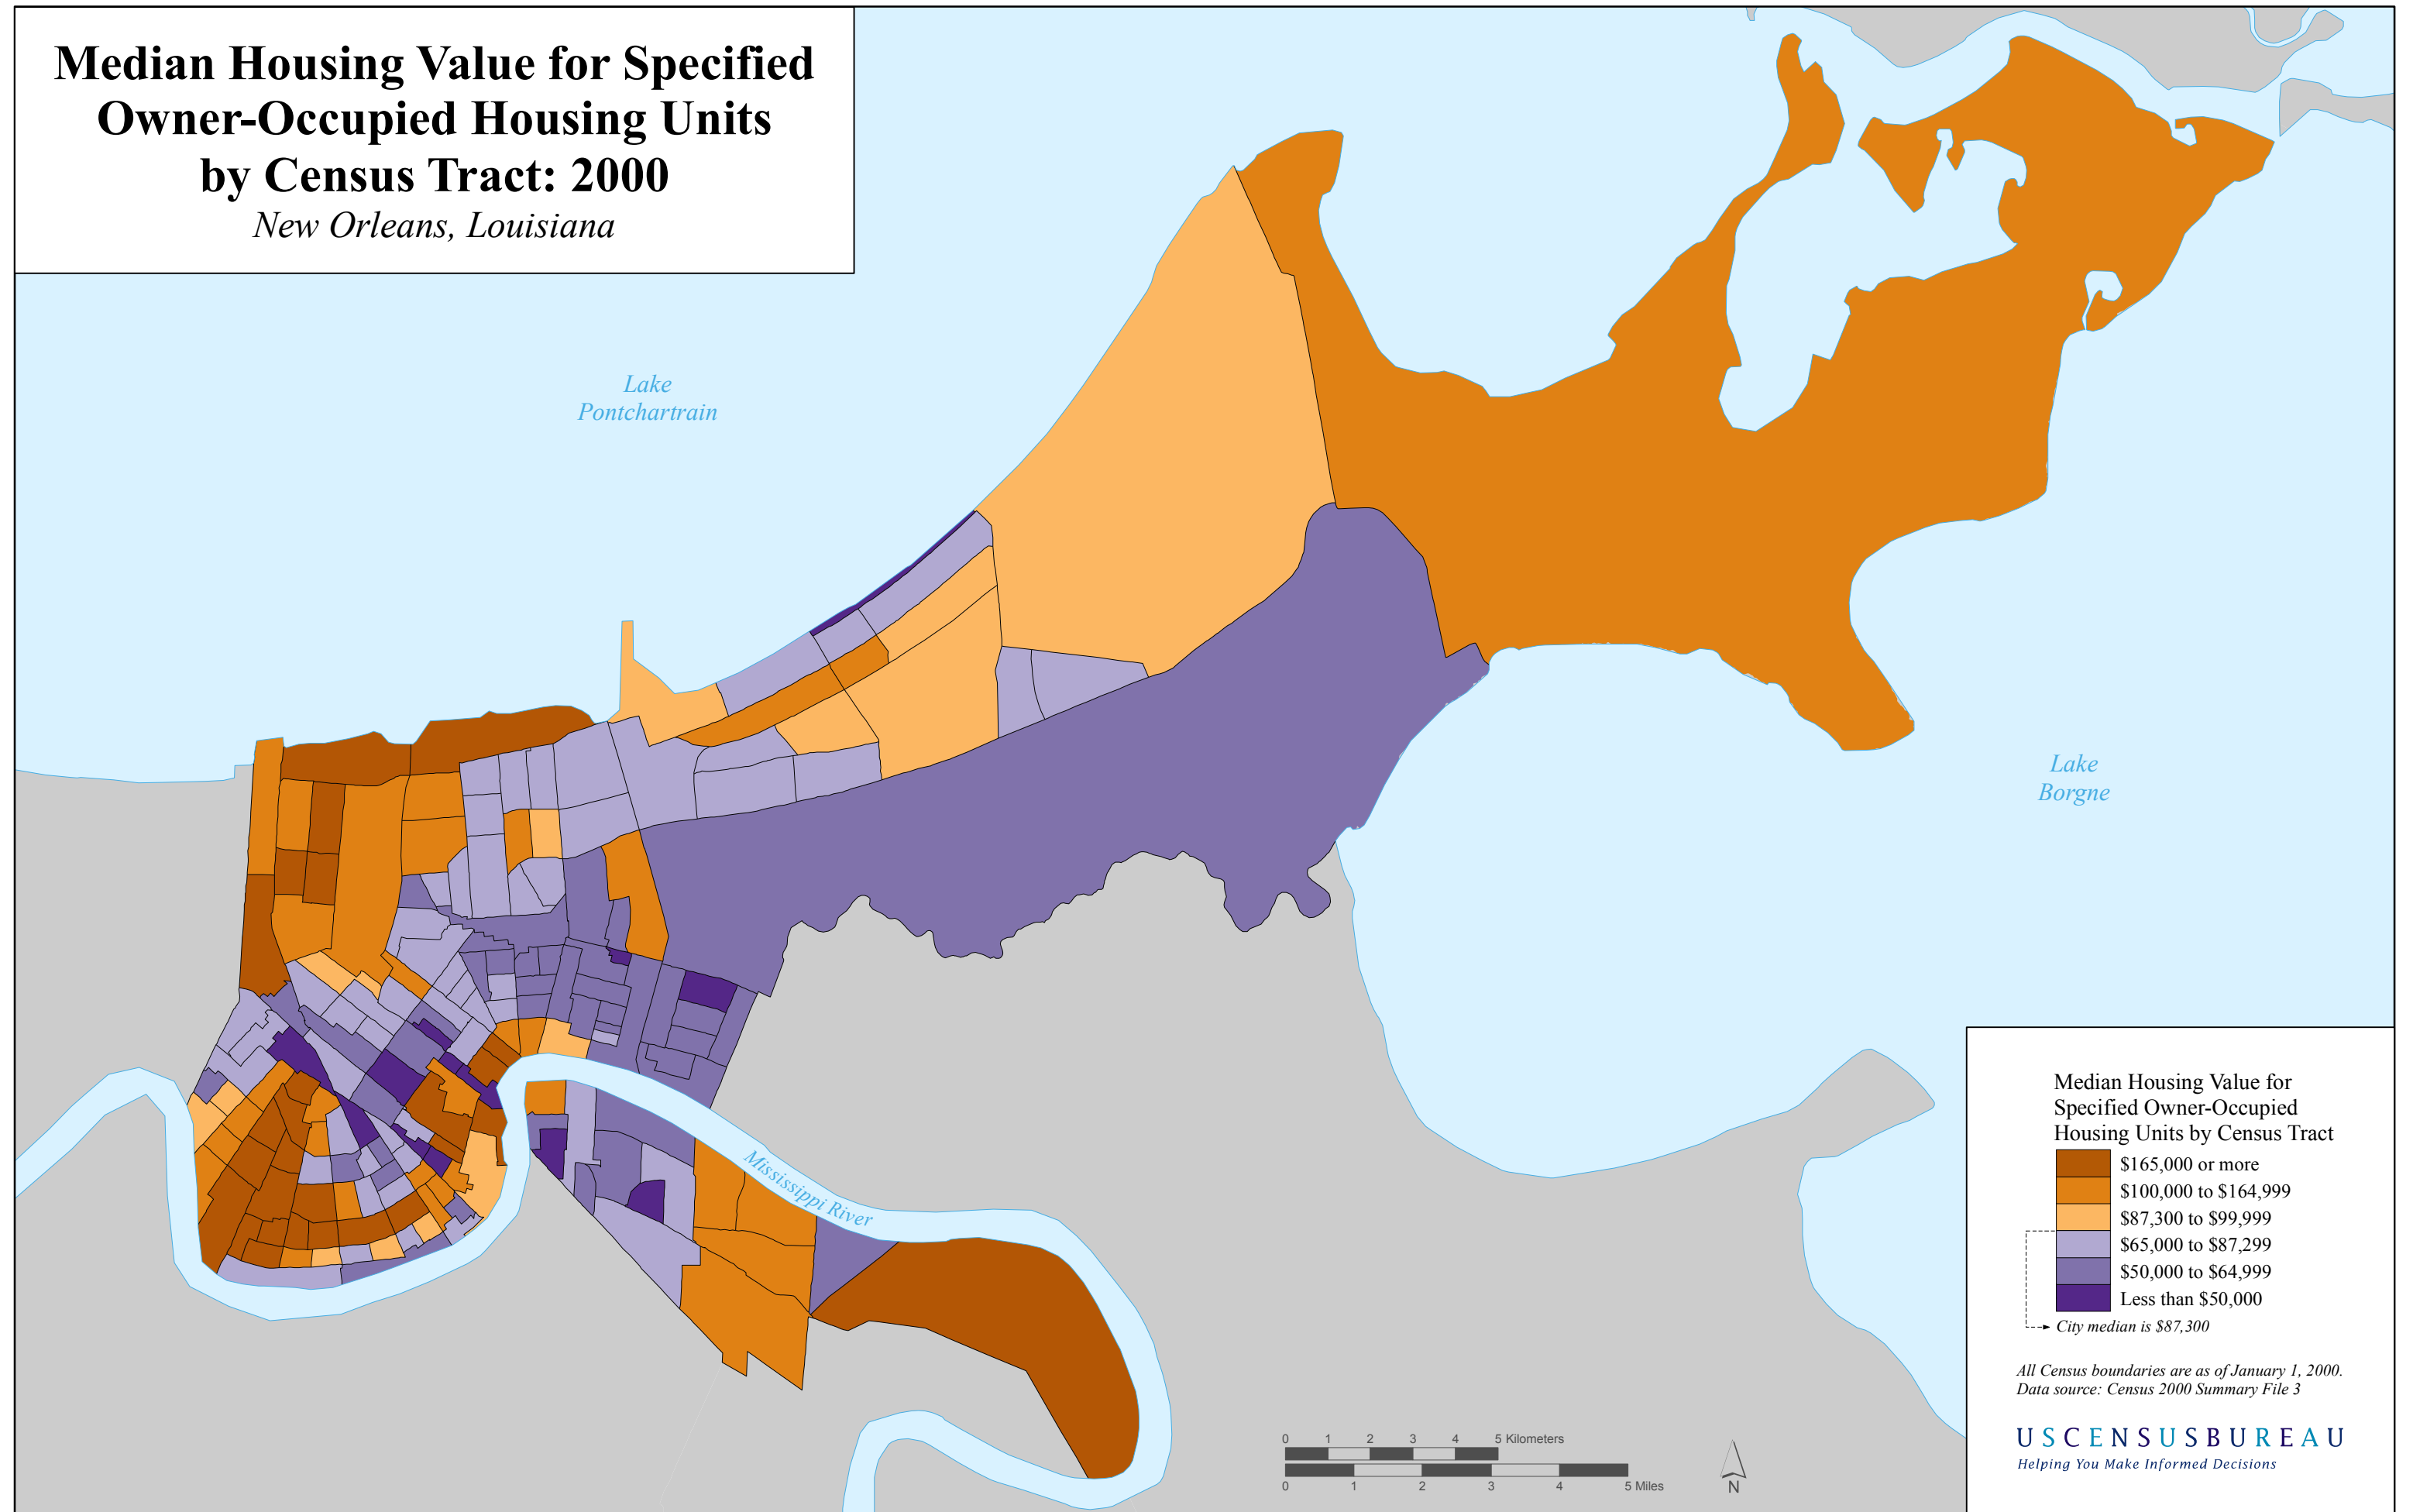 Median Housing Value for Specified
Owner-Occupied Housing Units
by Census Tract: 2000
New Orleans, Louisiana
Lake
Pontchartrain
Lake
Borgne
Mississippi River
Median Housing Value for
Specified Owner-Occupied
Housing Units by Census Tract
$165,000 or more
$100,000 to $164,999
$87,300 to $99,999
$65,000 to $87,299
$50,000 to $64,999
Less than $50,000
City median is $87,300
All Census boundaries are as of January 1, 2000.
Data source: Census 2000 Summary File 3
USCENSUSBUREAU
Helping You Make Informed Decisions
0 1 2 3 4 5 Kilometers
0 1 2 3 4 5 Miles
N